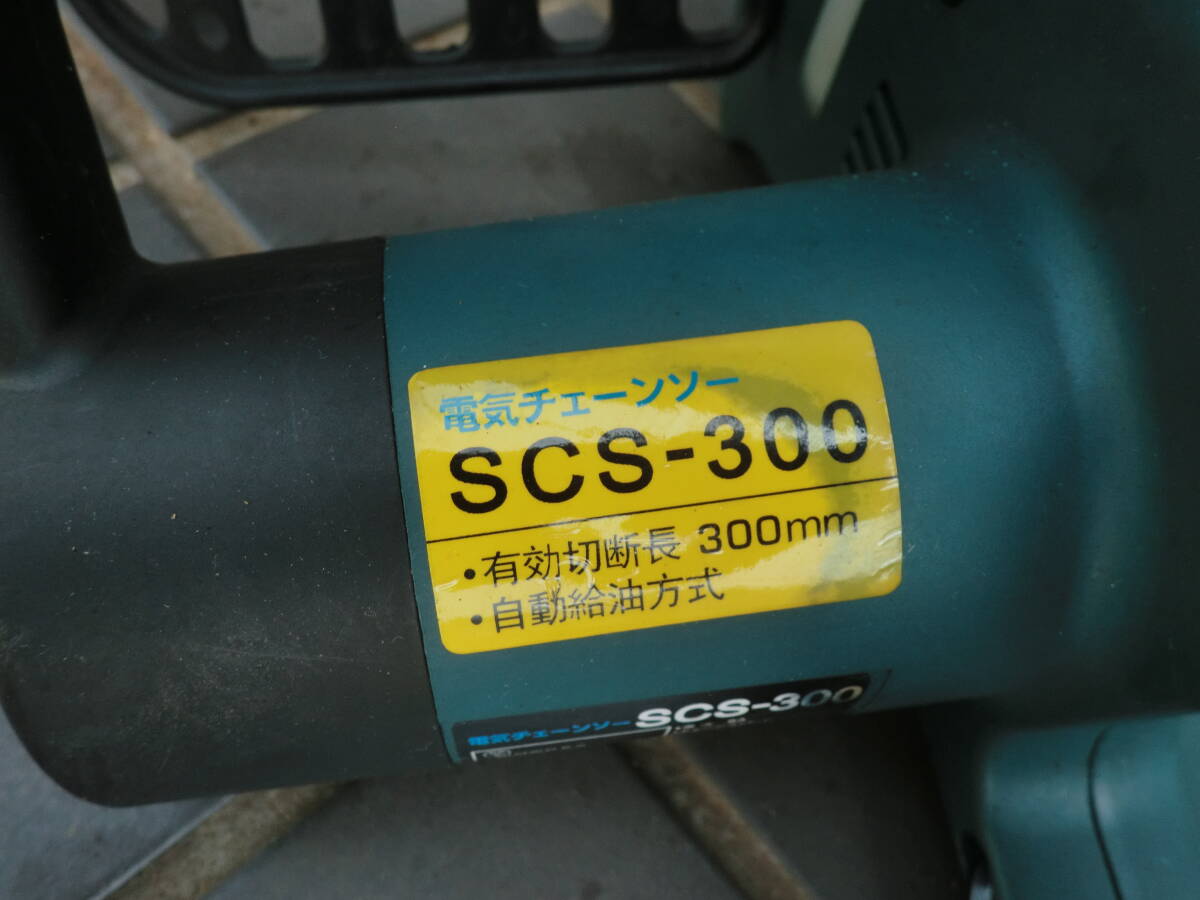 電気チェーンソー
SCS-300
・有効切断長 300mm
・自動給油方式
電気チェーンソー SCS-300